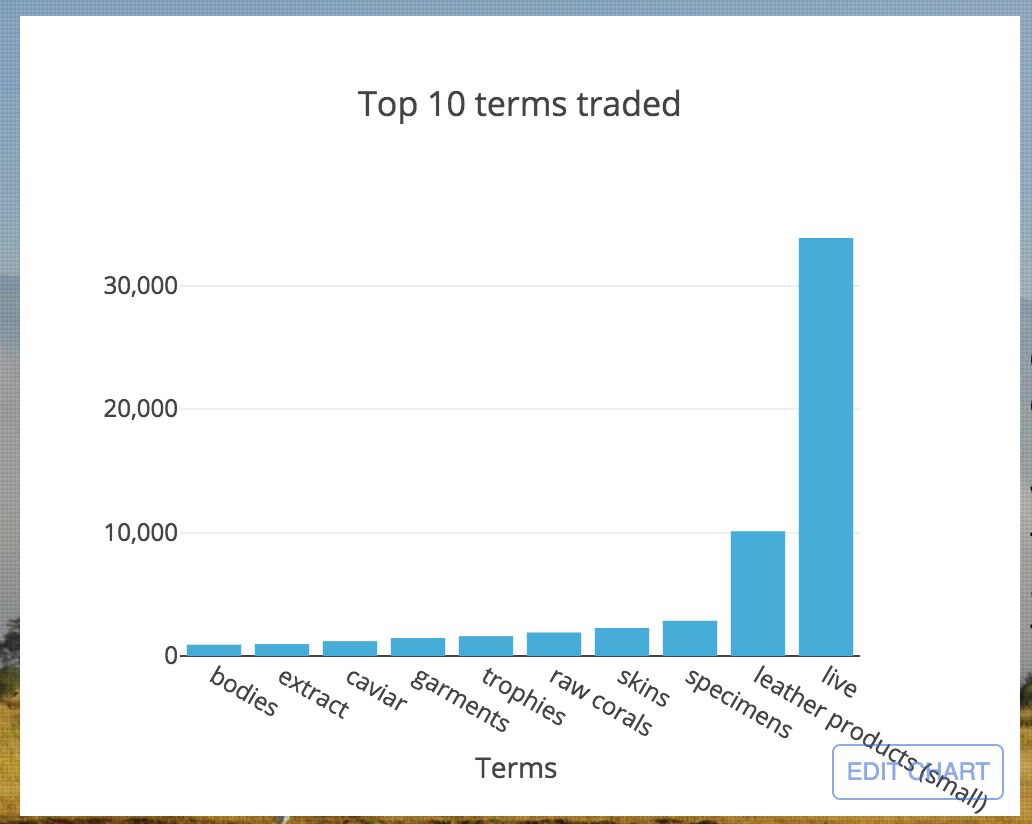 Top 10 terms traded
30,000
20,000
10,000
0
bodies
extract
caviar
garments
trophies
raw corals
skins
specimens
leather products (small)
live
Terms
EDIT CHART